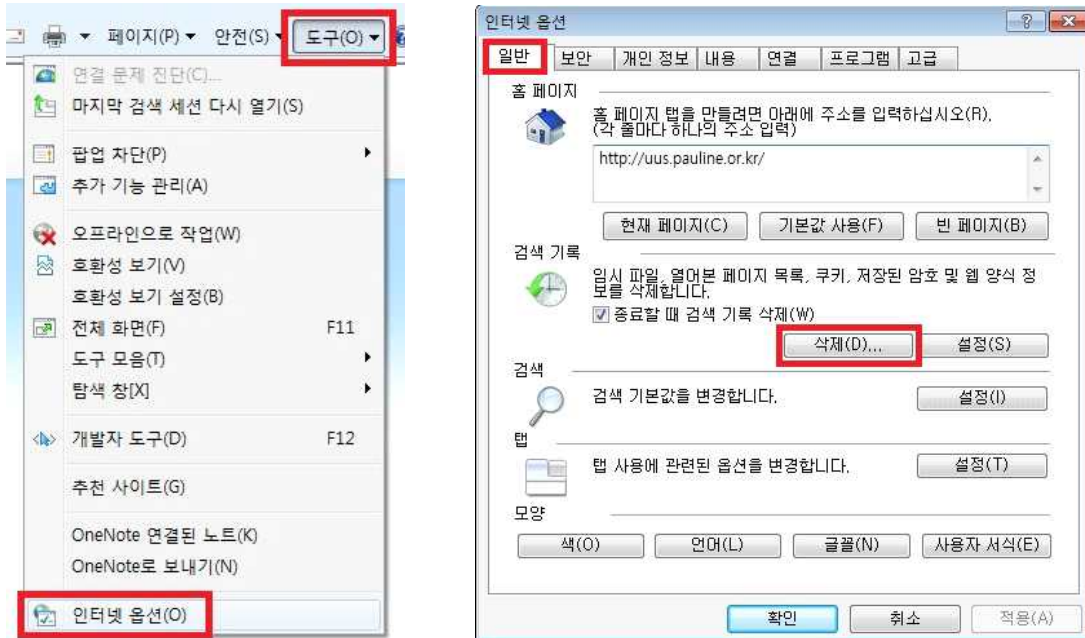 페이지(P) 안전(S) 도구(O)
연결 문제 진단(C)...
마지막 검색 세션 다시 열기(S)
팝업 차단(P)
추가 기능 관리(A)
오프라인으로 작업(W)
호환성 보기(V)
호환성 보기 설정(B)
전체 화면(F) F11
도구 모음(T)
탐색 창[X]
개발자 도구(D) F12
추천 사이트(G)
OneNote 연결된 노트(K)
OneNote로 보내기(N)
인터넷 옵션(O)
인터넷 옵션
일반 보안 개인 정보 내용 연결 프로그램 고급
홈 페이지
홈 페이지 탭을 만들려면 아래에 주소를 입력하십시오(R).
(각 줄마다 하나의 주소 입력)
http://uus.pauline.or.kr/
현재 페이지(C) 기본값 사용(F) 빈 페이지(B)
검색 기록
임시 파일, 열어본 페이지 목록, 쿠키, 저장된 암호 및 웹 양식 정
보를 삭제합니다.
종료할 때 검색 기록 삭제(W)
삭제(D)... 설정(S)
검색
검색 기본값을 변경합니다. 설정(I)
탭
탭 사용에 관련된 옵션을 변경합니다. 설정(T)
모양
색(O) 언어(L) 글꼴(N) 사용자 서식(E)
확인 취소 적용(A)